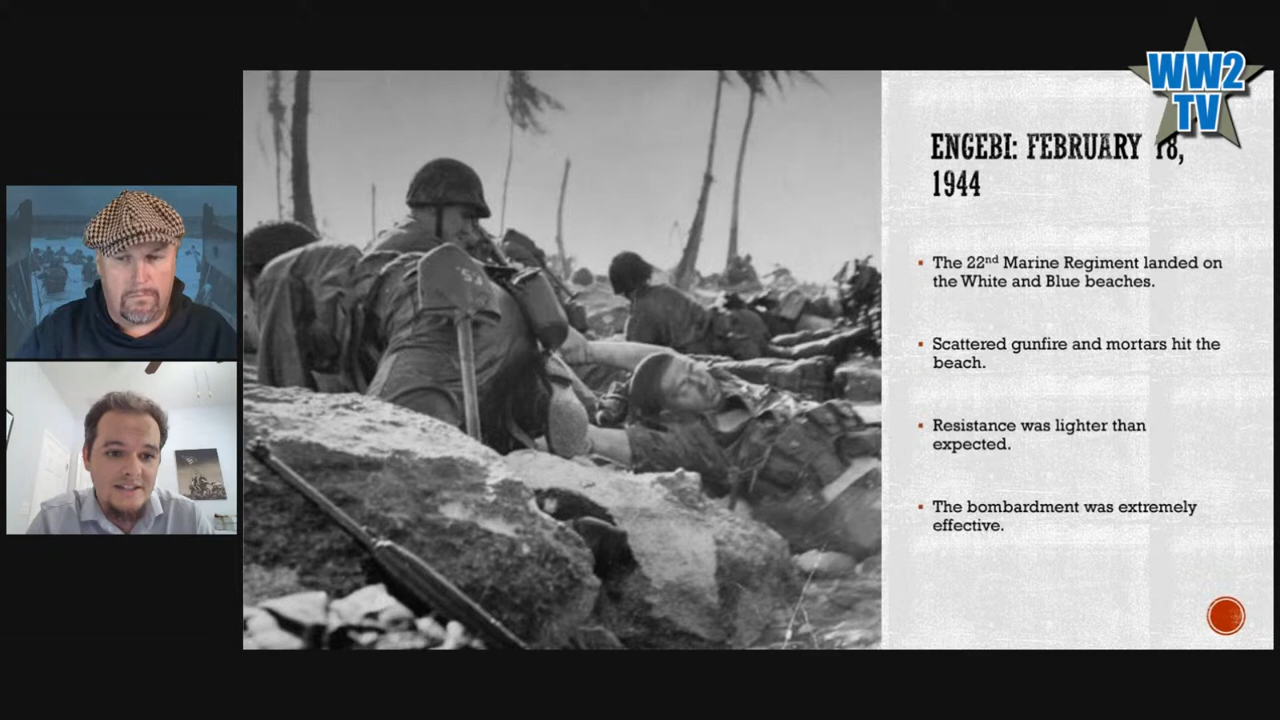 WW2
TV
ENGEBI: FEBRUARY 18,
1944
The 22nd Marine Regiment landed on
the White and Blue beaches.
Scattered gunfire and mortars hit the
beach.
Resistance was lighter than
expected.
The bombardment was extremely
effective.